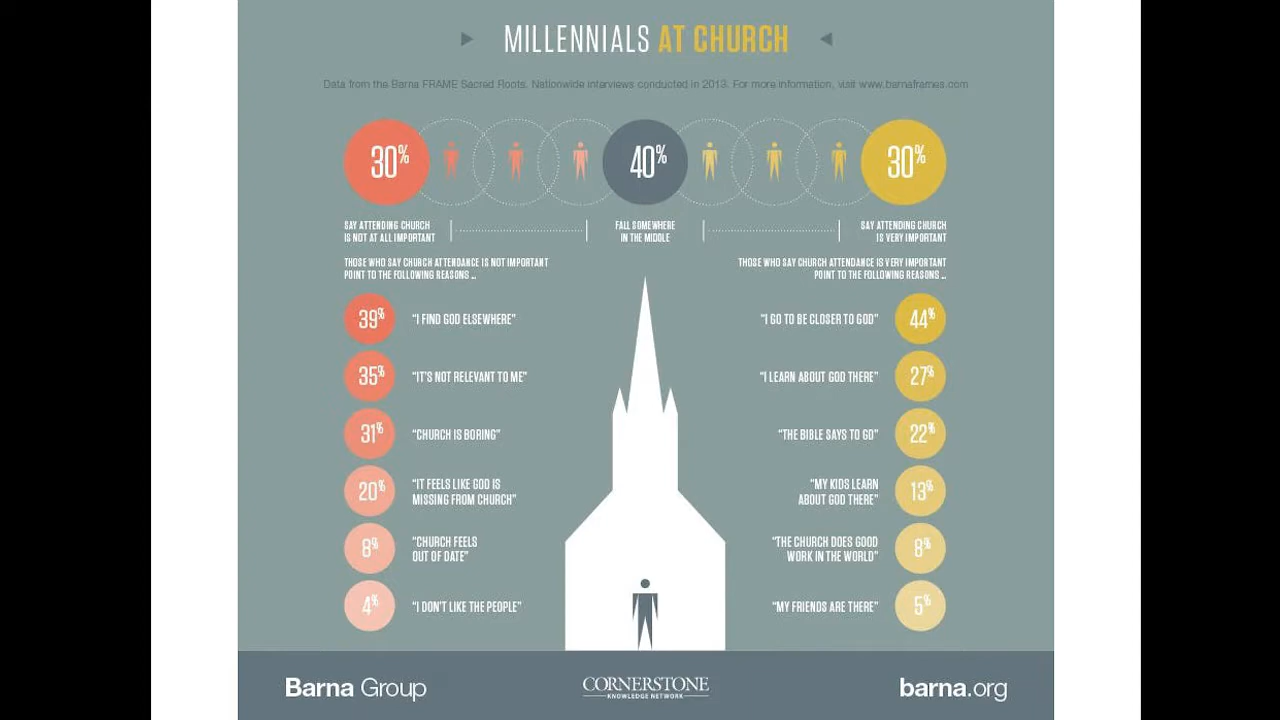 MILLENNIALS AT CHURCH
Data from the Barna FRAME Sacred Roots. Nationwide interviews conducted in 2013. For more information, visit www.barnaframes.com
30%
40%
30%
SAY ATTENDING CHURCH
IS NOT AT ALL IMPORTANT
FALL SOMEWHERE
IN THE MIDDLE
SAY ATTENDING CHURCH
IS VERY IMPORTANT
THOSE WHO SAY CHURCH ATTENDANCE IS NOT IMPORTANT
POINT TO THE FOLLOWING REASONS ...
THOSE WHO SAY CHURCH ATTENDANCE IS VERY IMPORTANT
POINT TO THE FOLLOWING REASONS ...
39% "I FIND GOD ELSEWHERE"
35% "IT'S NOT RELEVANT TO ME"
31% "CHURCH IS BORING"
20% "IT FEELS LIKE GOD IS
MISSING FROM CHURCH"
8% "CHURCH FEELS
OUT OF DATE"
4% "I DON'T LIKE THE PEOPLE"
"I GO TO BE CLOSER TO GOD" 44%
"I LEARN ABOUT GOD THERE" 27%
"THE BIBLE SAYS TO GO" 22%
"MY KIDS LEARN
ABOUT GOD THERE" 13%
"THE CHURCH DOES GOOD
WORK IN THE WORLD" 8%
"MY FRIENDS ARE THERE" 5%
Barna Group
CORNERSTONE
KNOWLEDGE NETWORK
barna.org